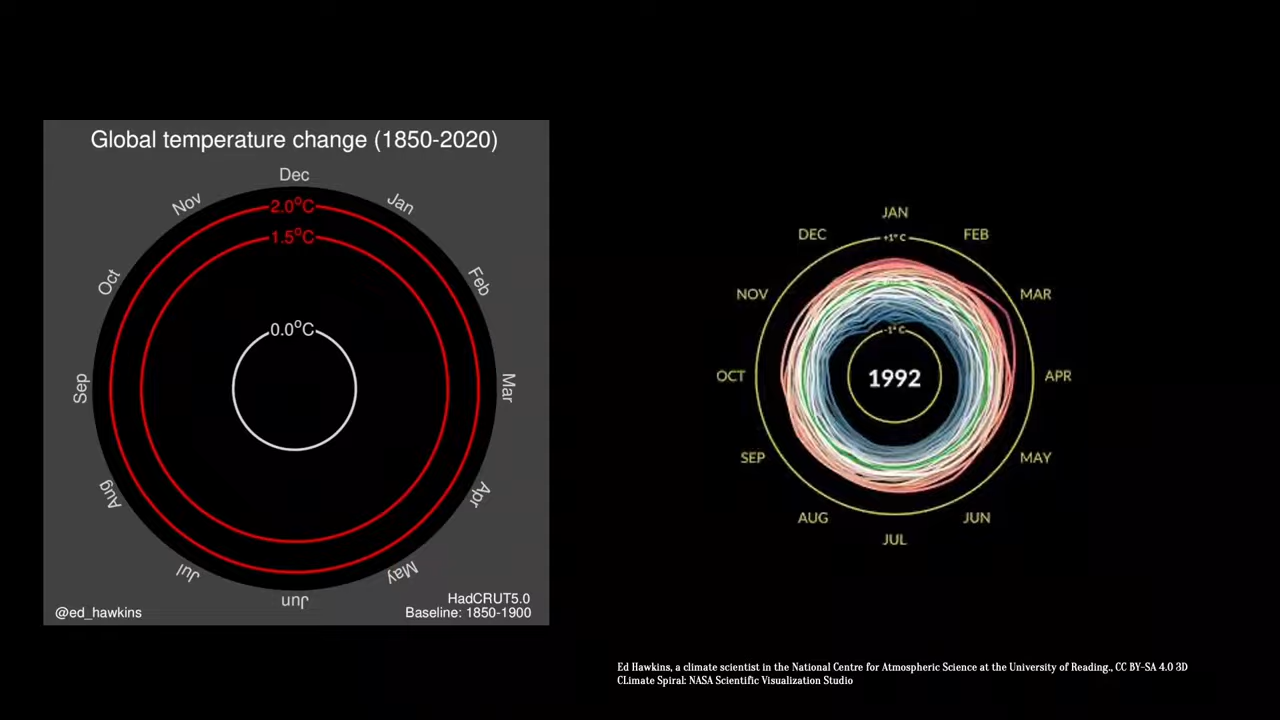 Global temperature change (1850-2020)
Dec
Nov
Jan
2.0°C
1.5°C
Oct
Feb
0.0°C
Sep
Mar
Aug
Apr
Jul
May
Jun
HadCRUT5.0
@ed_hawkins
Baseline: 1850-1900
JAN
DEC
FEB
+1° C
NOV
MAR
-1° C
OCT
1992
APR
SEP
MAY
AUG
JUN
JUL
Ed Hawkins, a climate scientist in the National Centre for Atmospheric Science at the University of Reading., CC BY-SA 4.0 3D
CLimate Spiral: NASA Scientific Visualization Studio